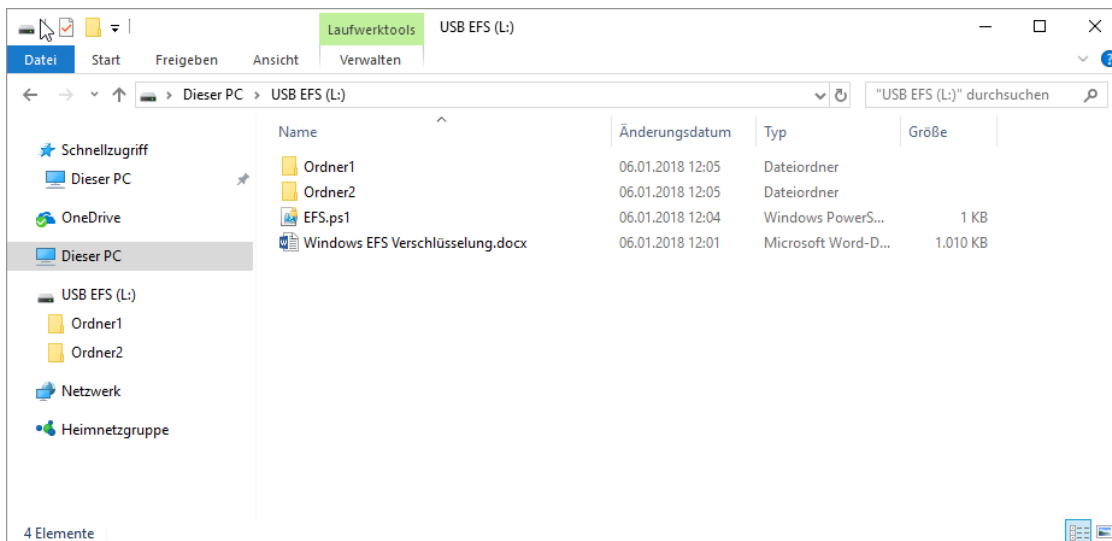 Laufwerktools USB EFS (L:)
Datei Start Freigeben Ansicht Verwalten
Dieser PC USB EFS (L:) "USB EFS (L:)" durchsuchen
Name Änderungsdatum Typ Größe
Schnellzugriff
Dieser PC
OneDrive
Dieser PC
USB EFS (L:)
Ordner1
Ordner2
Netzwerk
Heimnetzgruppe
Ordner1 06.01.2018 12:05 Dateiordner
Ordner2 06.01.2018 12:05 Dateiordner
EFS.ps1 06.01.2018 12:04 Windows PowerS... 1 KB
Windows EFS Verschlüsselung.docx 06.01.2018 12:01 Microsoft Word-D... 1.010 KB
4 Elemente